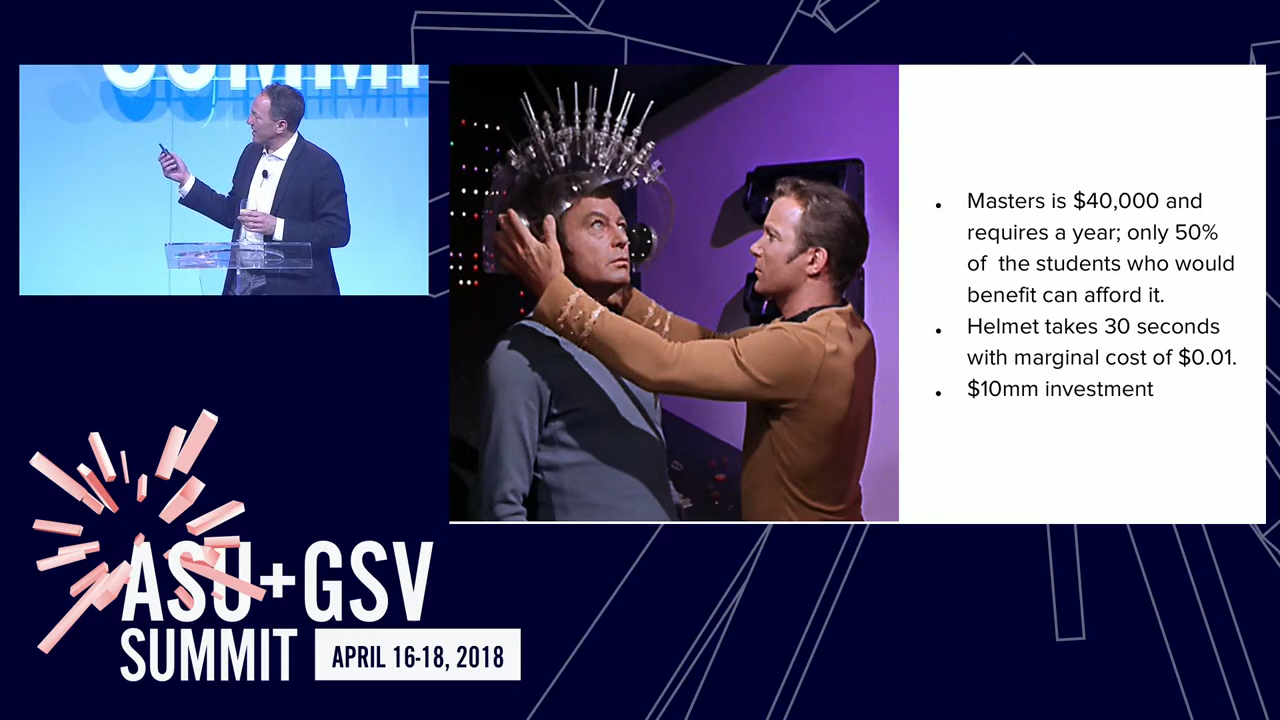 SUMMIT
• Masters is $40,000 and
requires a year; only 50%
of the students who would
benefit can afford it.
• Helmet takes 30 seconds
with marginal cost of $0.01.
• $10mm investment
ASU+GSV
SUMMIT APRIL 16-18, 2018